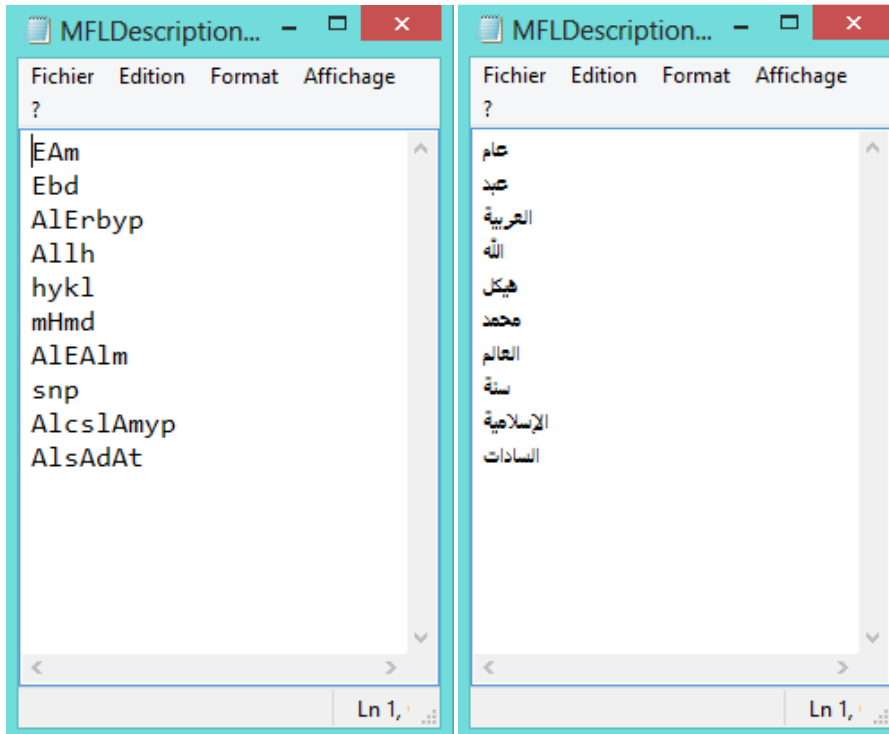 MFLDescription...
Fichier Edition Format Affichage
?
EAm
Ebd
AlErbyp
Allh
hykl
mHmd
AlEAlm
snp
AlcslAmyp
AlsAdAt
Ln 1,
MFLDescription...
Fichier Edition Format Affichage
?
عام
عبد
العربية
الله
هيكل
محمد
العالم
سنة
الإسلامية
السادات
Ln 1,